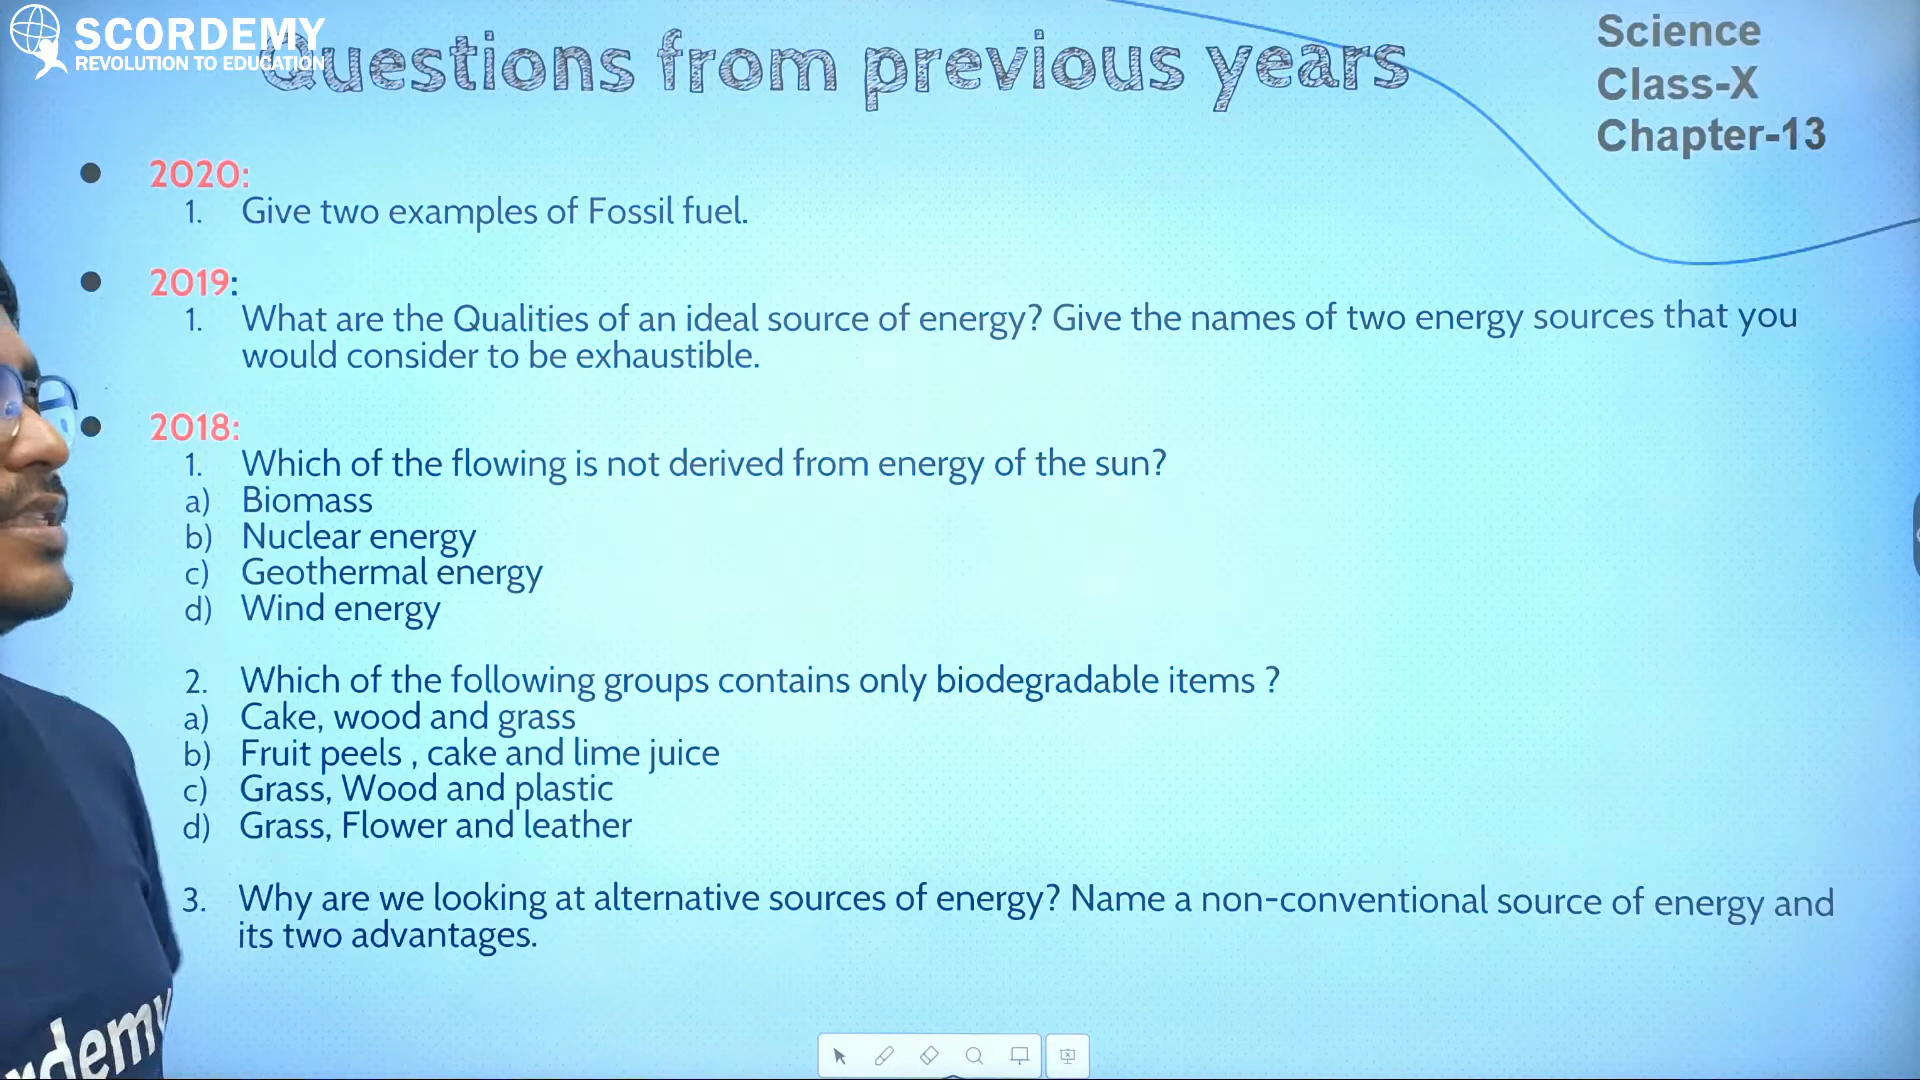 SCORDEMY
REVOLUTION TO EDUCATION
Questions from previous years
Science
Class-X
Chapter-13
2020:
1. Give two examples of Fossil fuel.
2019:
1. What are the Qualities of an ideal source of energy? Give the names of two energy sources that you
would consider to be exhaustible.
2018:
1. Which of the flowing is not derived from energy of the sun?
a) Biomass
b) Nuclear energy
c) Geothermal energy
d) Wind energy
2. Which of the following groups contains only biodegradable items ?
a) Cake, wood and grass
b) Fruit peels , cake and lime juice
c) Grass, Wood and plastic
d) Grass, Flower and leather
3. Why are we looking at alternative sources of energy? Name a non-conventional source of energy and
its two advantages.